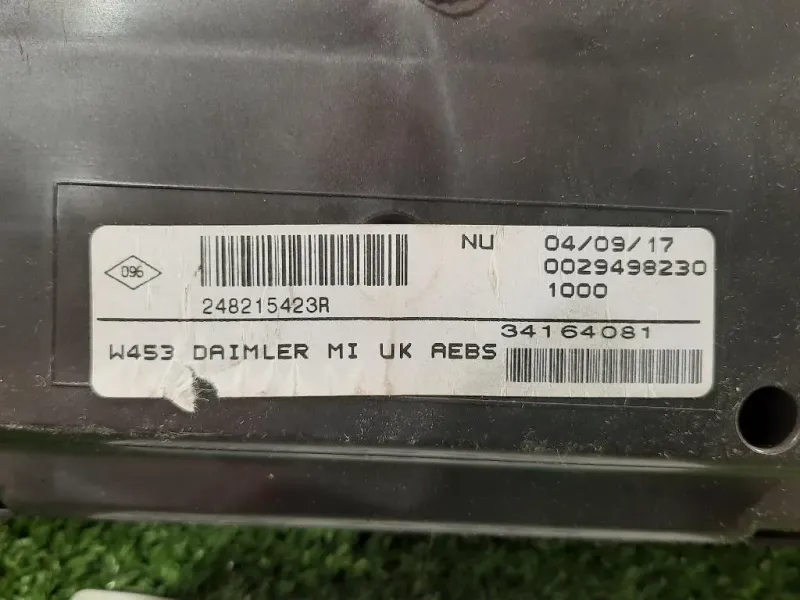 096
NU 04/09/17
0029498230
1000
248215423R
34164081
W453 DAIMLER MI UK AEBS